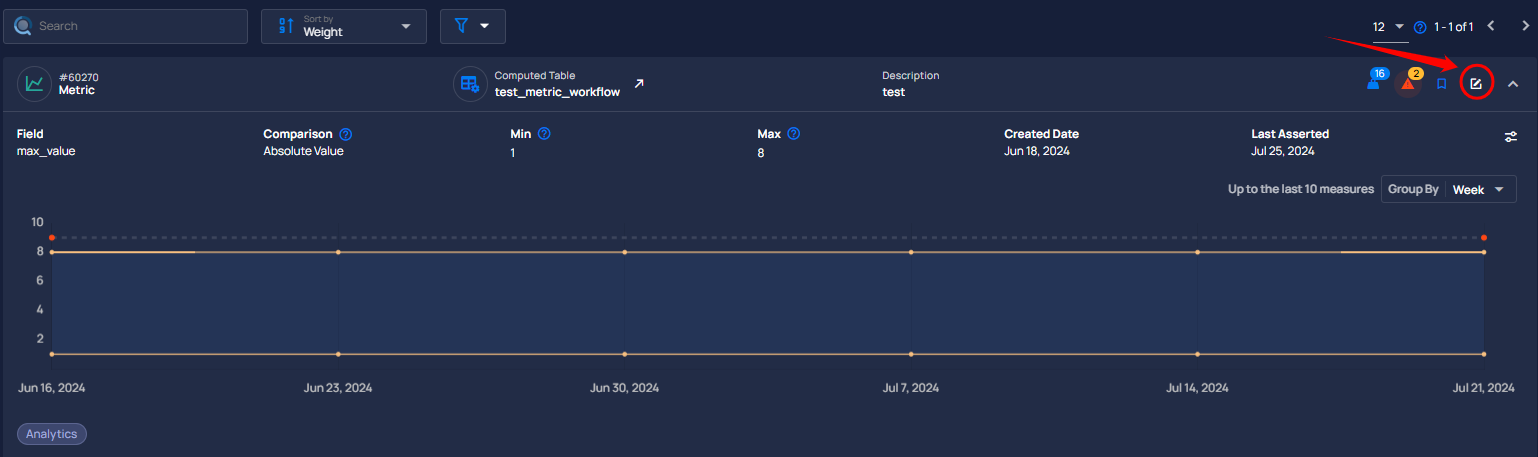 Search
Sort by
Weight
12
1 - 1 of 1
#60270
Metric
Computed Table
test_metric_workflow
Description
test
16
2
Field
max_value
Comparison
Absolute Value
Min
1
Max
8
Created Date
Jun 18, 2024
Last Asserted
Jul 25, 2024
Up to the last 10 measures
Group By
Week
10
8
6
4
2
Jun 16, 2024
Jun 23, 2024
Jun 30, 2024
Jul 7, 2024
Jul 14, 2024
Jul 21, 2024
Analytics